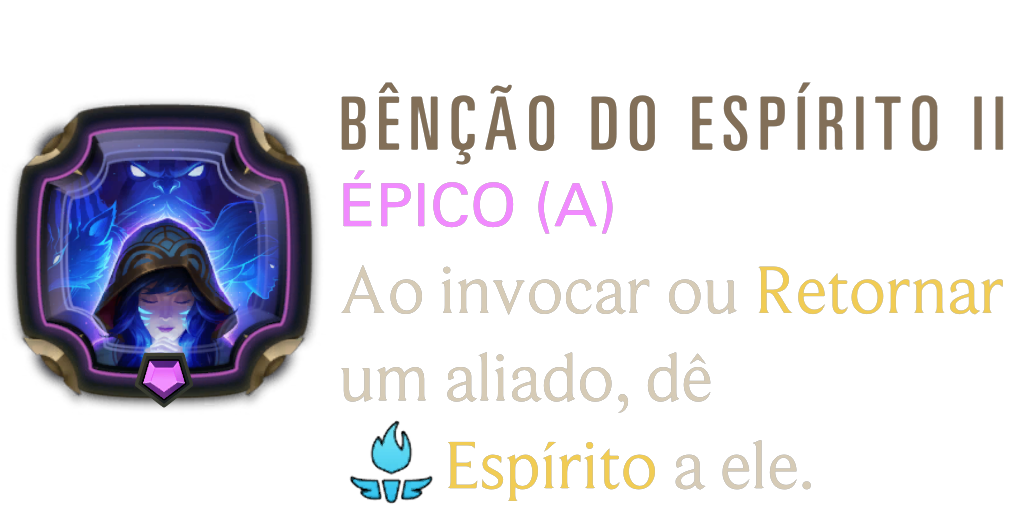 BÊNÇÃO DO ESPÍRITO II
ÉPICO (A)
Ao invocar ou Retornar
um aliado, dê
Espírito a ele.